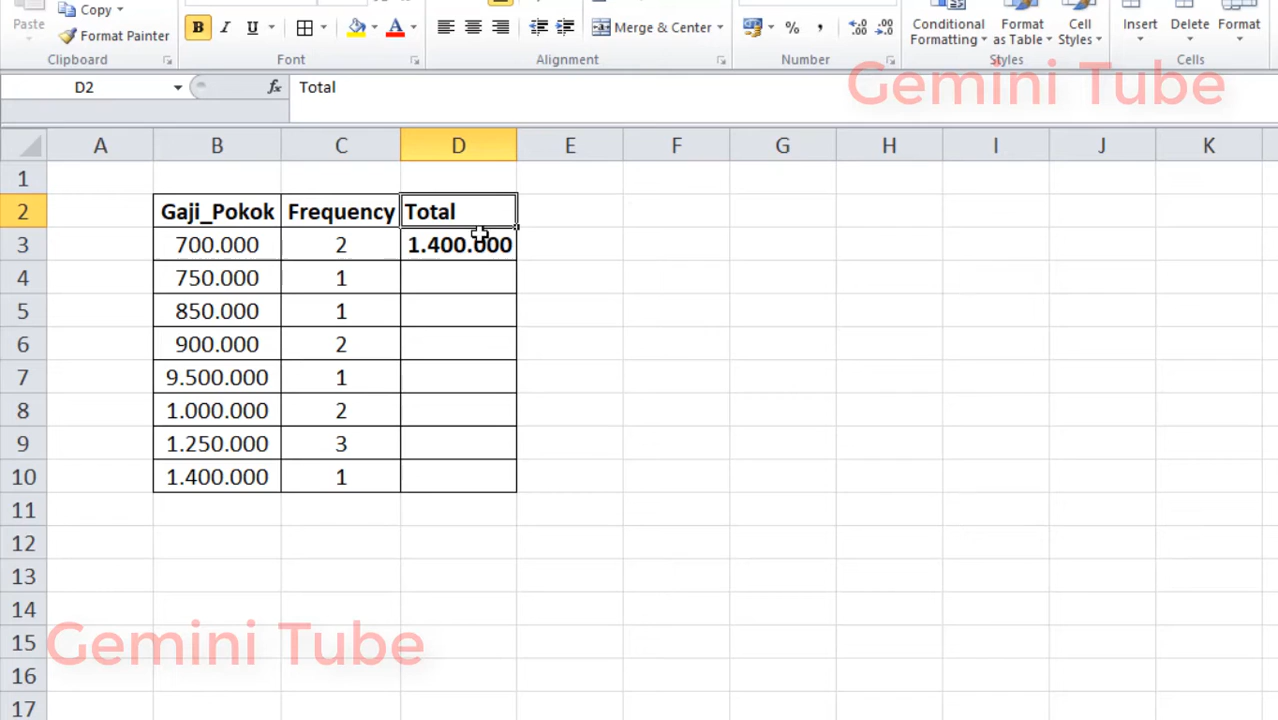 Copy
Paste
Format Painter
Clipboard
B I U A
Font
Merge & Center
Alignment
% ,
Number
Conditional Formatting
Format as Table
Cell Styles
Styles
Insert Delete Format
Cells
D2 fx Total
Gemini Tube
A B C D E F G H I J K
1
2 Gaji_Pokok Frequency Total
3 700.000 2 1.400.000
4 750.000 1
5 850.000 1
6 900.000 2
7 9.500.000 1
8 1.000.000 2
9 1.250.000 3
10 1.400.000 1
11
12
13
14
15
Gemini Tube
16
17